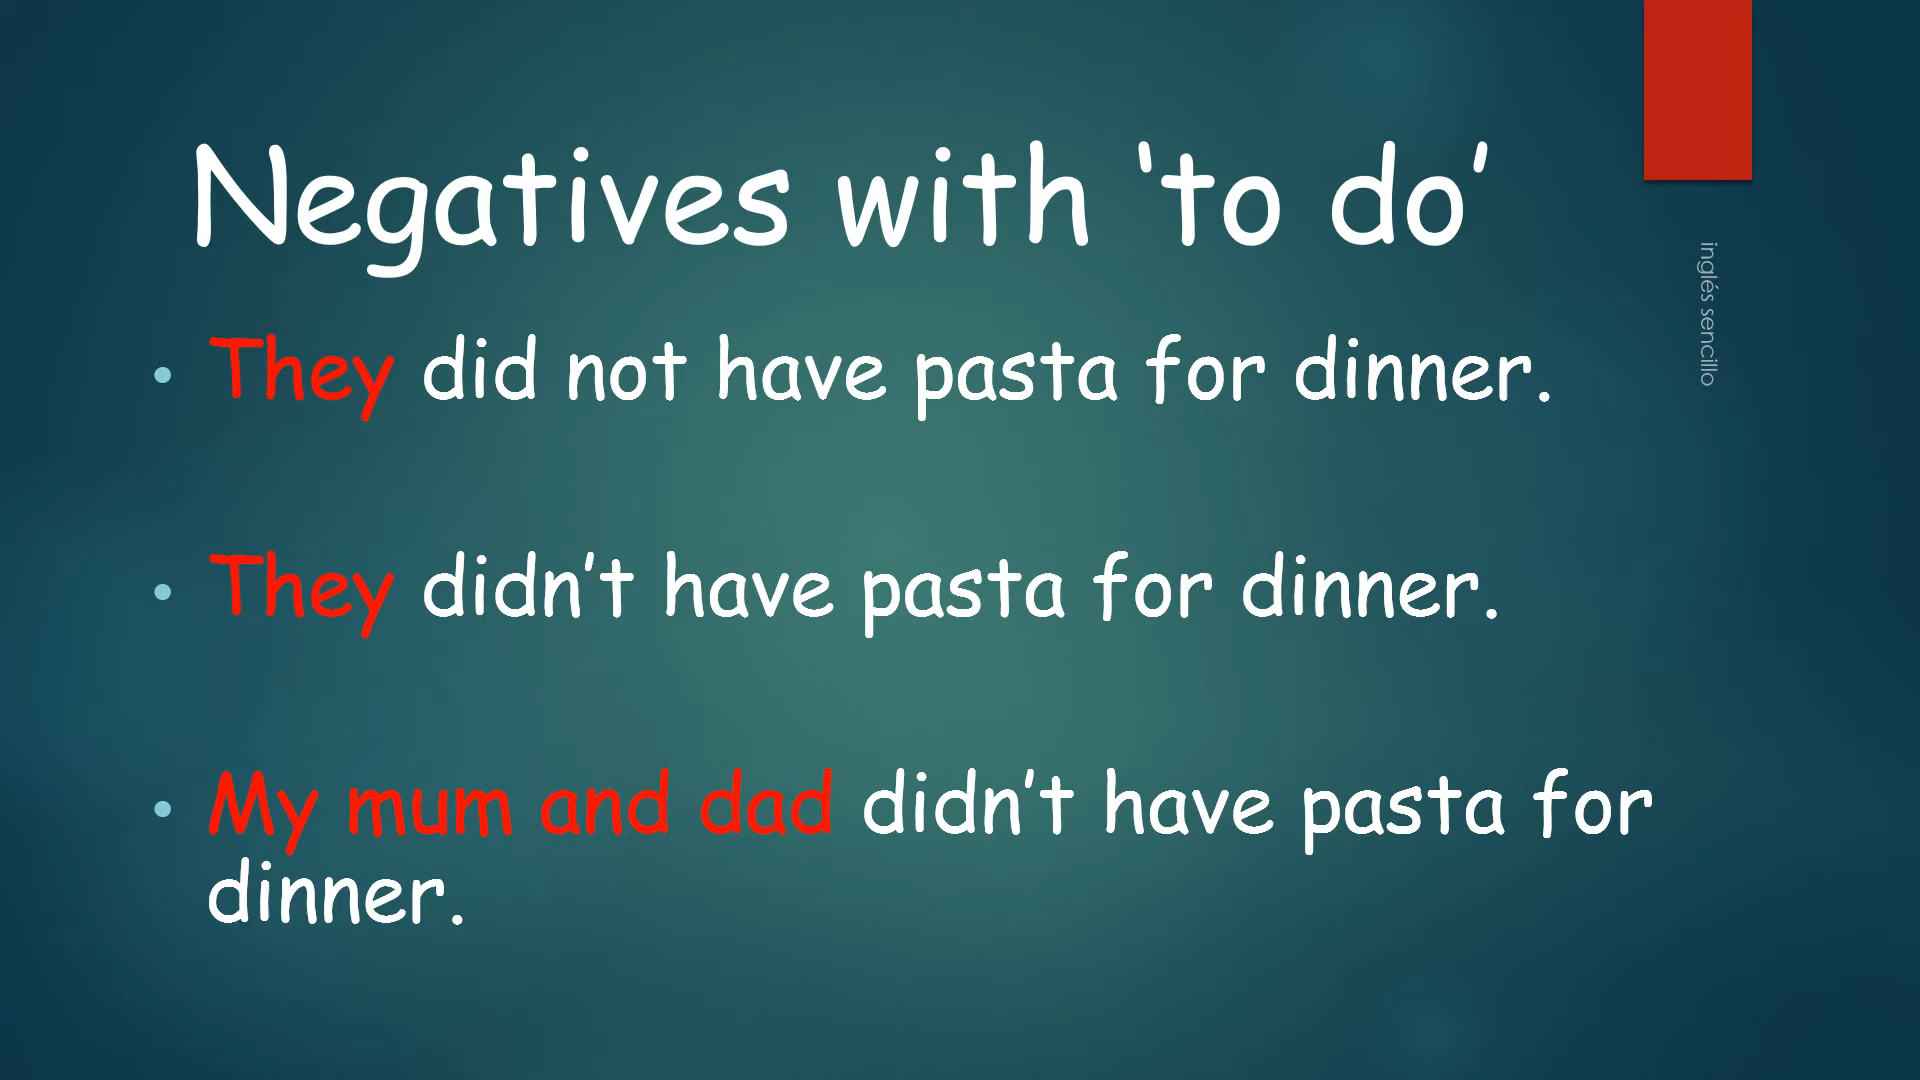 Negatives with ‘to do’
• They did not have pasta for dinner.
• They didn’t have pasta for dinner.
• My mum and dad didn’t have pasta for
dinner.
inglés sencillo